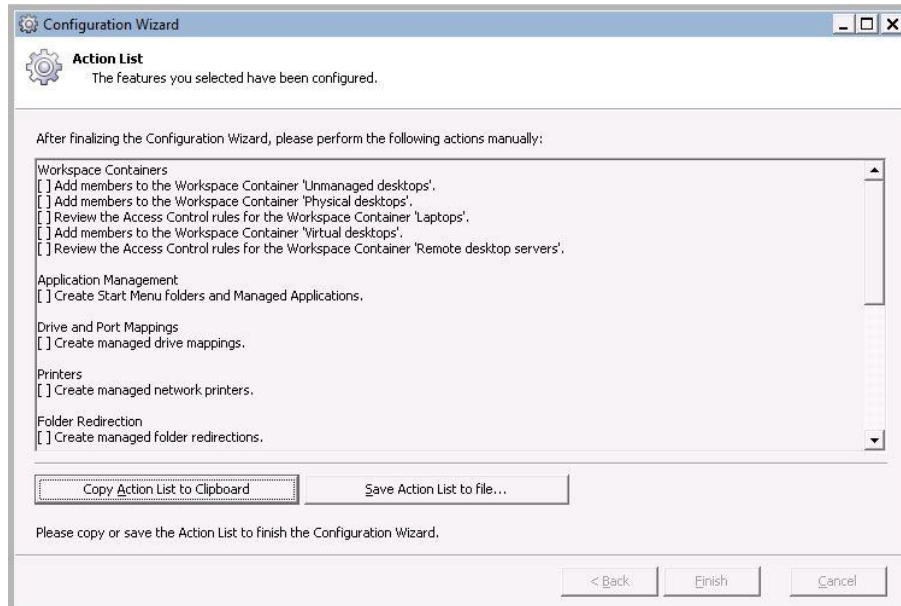 Configuration Wizard
Action List
The features you selected have been configured.
After finalizing the Configuration Wizard, please perform the following actions manually:
Workspace Containers
[ ] Add members to the Workspace Container 'Unmanaged desktops'.
[ ] Add members to the Workspace Container 'Physical desktops'.
[ ] Review the Access Control rules for the Workspace Container 'Laptops'.
[ ] Add members to the Workspace Container 'Virtual desktops'.
[ ] Review the Access Control rules for the Workspace Container 'Remote desktop servers'.
Application Management
[ ] Create Start Menu folders and Managed Applications.
Drive and Port Mappings
[ ] Create managed drive mappings.
Printers
[ ] Create managed network printers.
Folder Redirection
[ ] Create managed folder redirections.
Copy Action List to Clipboard
Save Action List to file...
Please copy or save the Action List to finish the Configuration Wizard.
< Back
Finish
Cancel